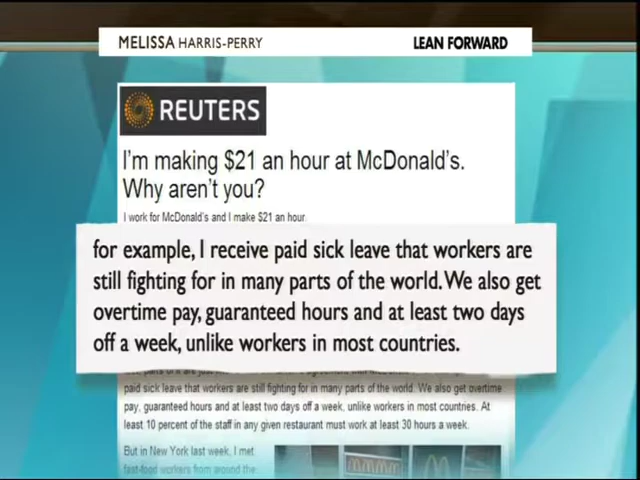 MELISSA HARRIS-PERRY
LEAN FORWARD
REUTERS
I'm making $21 an hour at McDonald's.
Why aren't you?
I work for McDonald's and I make $21 an hour.
for example, I receive paid sick leave that workers are
still fighting for in many parts of the world. We also get
overtime pay, guaranteed hours and at least two days
off a week, unlike workers in most countries.
paid sick leave that workers are still fighting for in many parts of the world. We also get overtime
pay, guaranteed hours and at least two days off a week, unlike workers in most countries. At
least 10 percent of the staff in any given restaurant must work at least 30 hours a week.
But in New York last week, I met
fast-food workers from around the